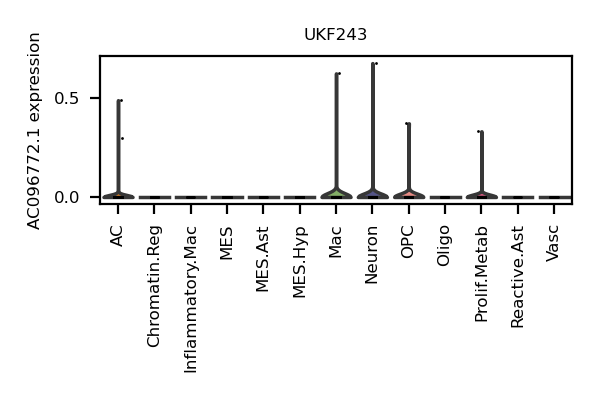 UKF243
AC096772.1 expression
0.5
0.0
AC
Chromatin.Reg
Inflammatory.Mac
MES
MES.Ast
MES.Hyp
Mac
Neuron
OPC
Oligo
Prolif.Metab
Reactive.Ast
Vasc